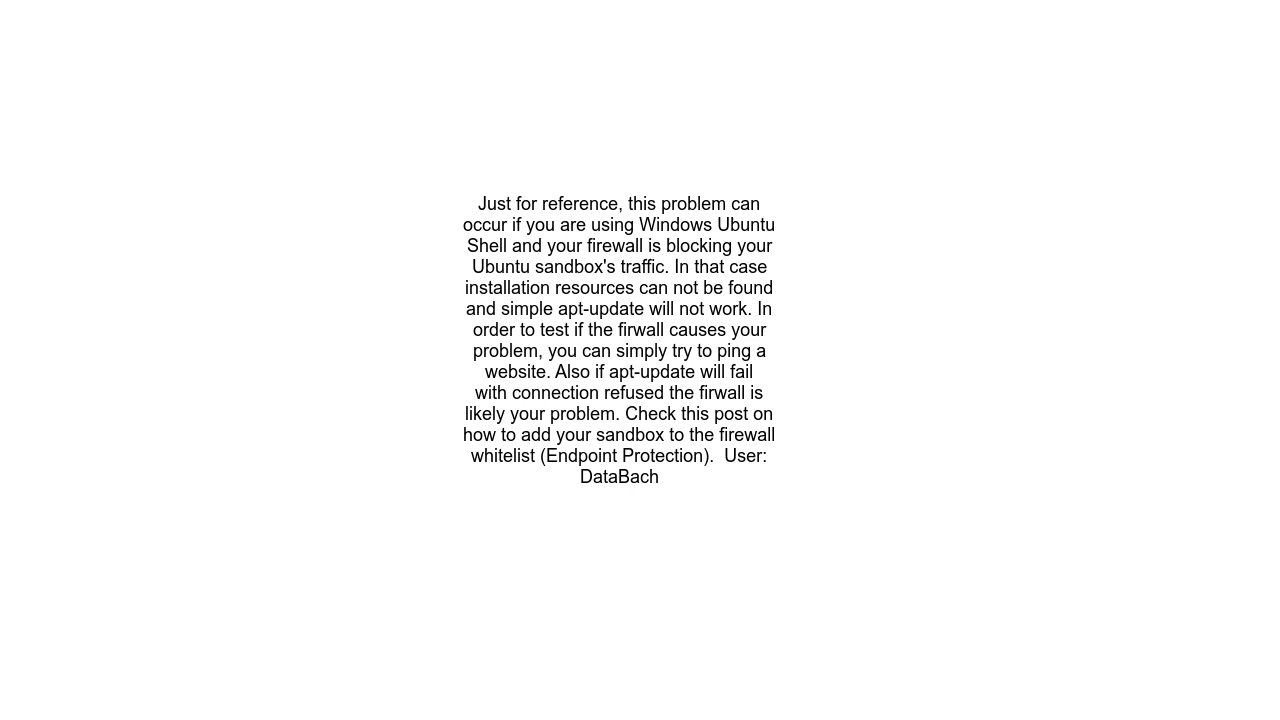 Just for reference, this problem can
occur if you are using Windows Ubuntu
Shell and your firewall is blocking your
Ubuntu sandbox's traffic. In that case
installation resources can not be found
and simple apt-update will not work. In
order to test if the firwall causes your
problem, you can simply try to ping a
website. Also if apt-update will fail
with connection refused the firwall is
likely your problem. Check this post on
how to add your sandbox to the firewall
whitelist (Endpoint Protection).  User:
DataBach